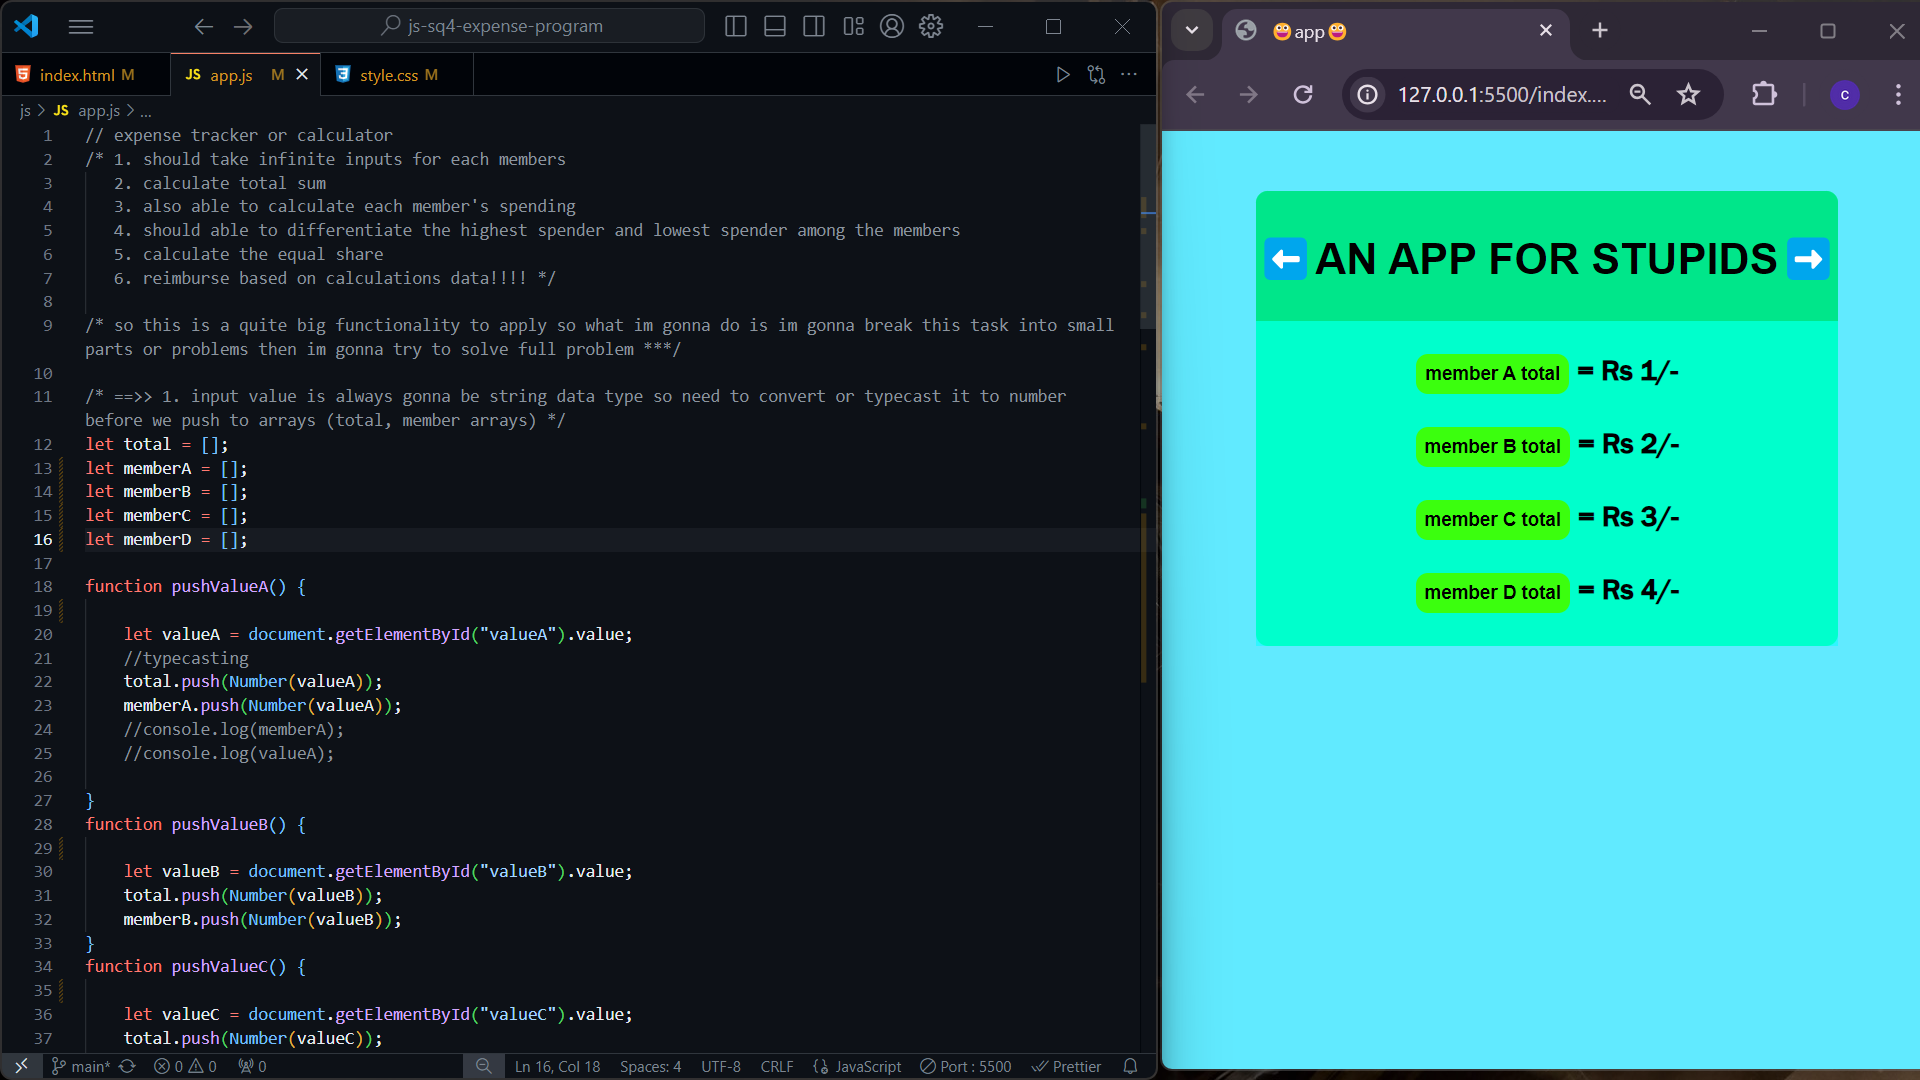 js-sq4-expense-program
index.html M
JS app.js M
style.css M
js > JS app.js > ...
1 // expense tracker or calculator
2 /* 1. should take infinite inputs for each members
3 2. calculate total sum
4 3. also able to calculate each member's spending
5 4. should able to differentiate the highest spender and lowest spender among the members
6 5. calculate the equal share
7 6. reimburse based on calculations data!!!! */
8
9 /* so this is a quite big functionality to apply so what im gonna do is im gonna break this task into small
parts or problems then im gonna try to solve full problem ***/
10
11 /* ==>> 1. input value is always gonna be string data type so need to convert or typecast it to number
before we push to arrays (total, member arrays) */
12 let total = [];
13 let memberA = [];
14 let memberB = [];
15 let memberC = [];
16 let memberD = [];
17
18 function pushValueA() {
19
20 let valueA = document.getElementById("valueA").value;
21 //typecasting
22 total.push(Number(valueA));
23 memberA.push(Number(valueA));
24 //console.log(memberA);
25 //console.log(valueA);
26
27 }
28 function pushValueB() {
29
30 let valueB = document.getElementById("valueB").value;
31 total.push(Number(valueB));
32 memberB.push(Number(valueB));
33 }
34 function pushValueC() {
35
36 let valueC = document.getElementById("valueC").value;
37 total.push(Number(valueC));
main* 0 0 0 Ln 16, Col 18 Spaces: 4 UTF-8 CRLF {} JavaScript Port : 5500 Prettier
😀app😀
127.0.0.1:5500/index....
c
⬅️ AN APP FOR STUPIDS ➡️
member A total = Rs 1/-
member B total = Rs 2/-
member C total = Rs 3/-
member D total = Rs 4/-